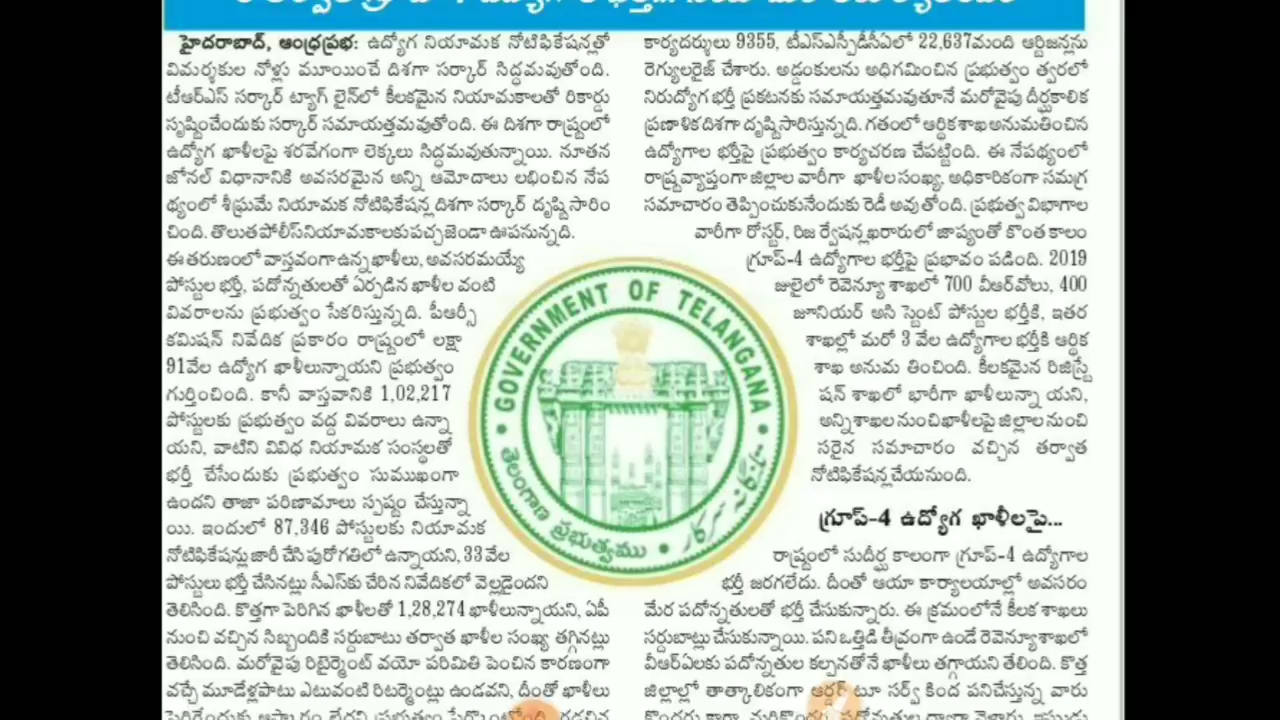 హైదరాబాద్, ఆంధ్రప్రభ: ఉద్యోగ నియామక నోటిఫికేషన్లతో
విమర్శకుల నోళ్లు మూయించే దిశగా సర్కార్ సిద్ధమవుతోంది.
టీఆర్ఎస్ సర్కార్ ట్యాగ్ లైన్‌లో కీలకమైన నియామకాలతో రికార్డు
సృష్టించేందుకు సర్కార్ సమాయత్తమవుతోంది. ఈ దిశగా రాష్ట్రంలో
ఉద్యోగ ఖాళీలపై శరవేగంగా లెక్కలు సిద్ధమవుతున్నాయి. నూతన
జోనల్ విధానానికి అవసరమైన అన్ని ఆమోదాలు లభించిన నేప
థ్యంలో శీఘ్రమే నియామక నోటిఫికేషన్ల దిశగా సర్కార్ దృష్టి సారిం
చింది. తొలుత పోలీస్ నియామకాలకు పచ్చజెండా ఊపనున్నది.
ఈ తరుణంలో వాస్తవంగా ఉన్న ఖాళీలు, అవసరమయ్యే
పోస్టుల భర్తీ, పదోన్నతులతో ఏర్పడిన ఖాళీల వంటి
వివరాలను ప్రభుత్వం సేకరిస్తున్నది. పీఆర్సీ
కమిషన్ నివేదిక ప్రకారం రాష్ట్రంలో లక్షా
91వేల ఉద్యోగ ఖాళీలున్నాయని ప్రభుత్వం
గుర్తించింది. కానీ వాస్తవానికి 1,02,217
పోస్టులకు ప్రభుత్వం వద్ద వివరాలు ఉన్నా
యని, వాటిని వివిధ నియామక సంస్థలతో
భర్తీ చేసేందుకు ప్రభుత్వం సుముఖంగా
ఉందని తాజా పరిణామాలు స్పష్టం చేస్తున్నా
యి. ఇందులో 87,346 పోస్టులకు నియామక
నోటిఫికేషన్లు జారీ చేసి పురోగతిలో ఉన్నాయని, 33 వేల
పోస్టులు భర్తీ చేసినట్లు సీఎస్‌కు చేరిన నివేదికలో వెల్లడైందని
తెలిసింది. కొత్తగా పెరిగిన ఖాళీలతో 1,28,274 ఖాళీలున్నాయని, ఏపీ
నుంచి వచ్చిన సిబ్బందికి సర్దుబాటు తర్వాత ఖాళీల సంఖ్య తగ్గినట్లు
తెలిసింది. మరోవైపు రిటైర్మెంట్ వయో పరిమితి పెంచిన కారణంగా
వచ్చే మూడేళ్లపాటు ఎటువంటి రిటర్మెంట్లు ఉండవని, దీంతో ఖాళీలు
GOVERNMENT OF TELANGANA
తెలంగాణ ప్రభుత్వము
కార్యదర్శులు 9355, టీఎస్ఎస్పీడీసీఏలో 22,637మంది ఆర్టిజన్లను
రెగ్యులరైజ్ చేశారు. అడ్డంకులను అధిగమించిన ప్రభుత్వం త్వరలో
నిరుద్యోగ భర్తీ ప్రకటనకు సమాయత్తమవుతూనే మరోవైపు దీర్ఘకాలిక
ప్రణాళిక దిశగా దృష్టిసారిస్తున్నది. గతంలో ఆర్థిక శాఖ అనుమతించిన
ఉద్యోగాల భర్తీపై ప్రభుత్వం కార్యచరణ చేపట్టింది. ఈ నేపథ్యంలో
రాష్ట్రవ్యాప్తంగా జిల్లాల వారీగా ఖాళీల సంఖ్య, అధికారికంగా సమగ్ర
సమాచారం తెప్పించుకునేందుకు రెడీ అవుతోంది. ప్రభుత్వ విభాగాల
వారీగా రోస్టర్, రిజ ర్వేషన్ల ఖరారులో జాప్యంతో కొంత కాలం
గ్రూప్-4 ఉద్యోగాల భర్తీపై ప్రభావం పడింది. 2019
జులైలో రెవెన్యూ శాఖలో 700 వీఆర్‌వోలు, 400
జూనియర్ అసి స్టెంట్ పోస్టుల భర్తీకి, ఇతర
శాఖల్లో మరో 3 వేల ఉద్యోగాల భర్తీకి ఆర్థిక
శాఖ అనుమ తించింది. కీలకమైన రిజిస్ట్రే
షన్ శాఖలో భారీగా ఖాళీలున్నా యని,
అన్ని శాఖల నుంచి ఖాళీలపై జిల్లాల నుంచి
సరైన సమాచారం వచ్చిన తర్వాత
నోటిఫికేషన్ల చేయనుంది.
గ్రూప్-4 ఉద్యోగ ఖాళీలపై...
రాష్ట్రంలో సుదీర్ఘ కాలంగా గ్రూప్-4 ఉద్యోగాల
భర్తీ జరగలేదు. దీంతో ఆయా కార్యాలయాల్లో అవసరం
మేర పదోన్నతులతో భర్తీ చేసుకున్నారు. ఈ క్రమంలోనే కీలక శాఖలు
సర్దుబాట్లు చేసుకున్నాయి. పని ఒత్తిడి తీవ్రంగా ఉండే రెవెన్యూ శాఖలో
వీఆర్ఏలకు పదోన్నతుల కల్పనతోనే ఖాళీలు తగ్గాయని తేలింది. కొత్త
జిల్లాల్లో తాత్కాలికంగా ఆర్డర్ టూ సర్వ్ కింద పనిచేస్తున్న వారు